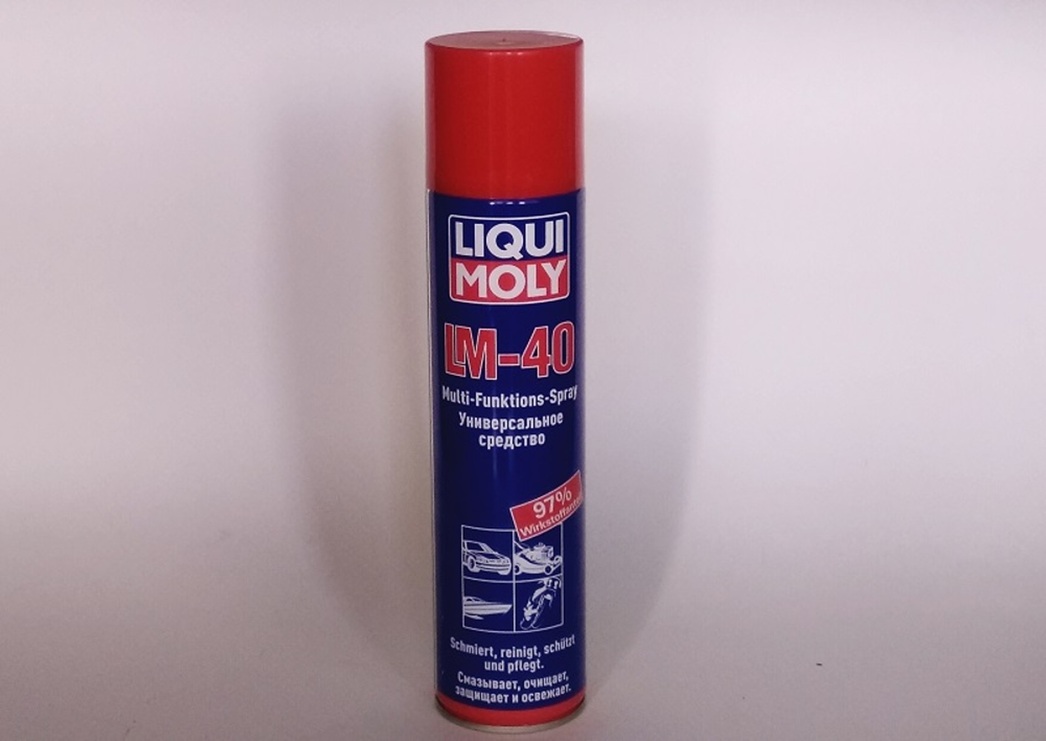 LIQUI
MOLY
LM-40
Multi-Funktions-Spray
Универсальное
средство
97%
Schmiert, reinigt, schützt
und pflegt.
Смазывает, очищает,
защищает и освежает.